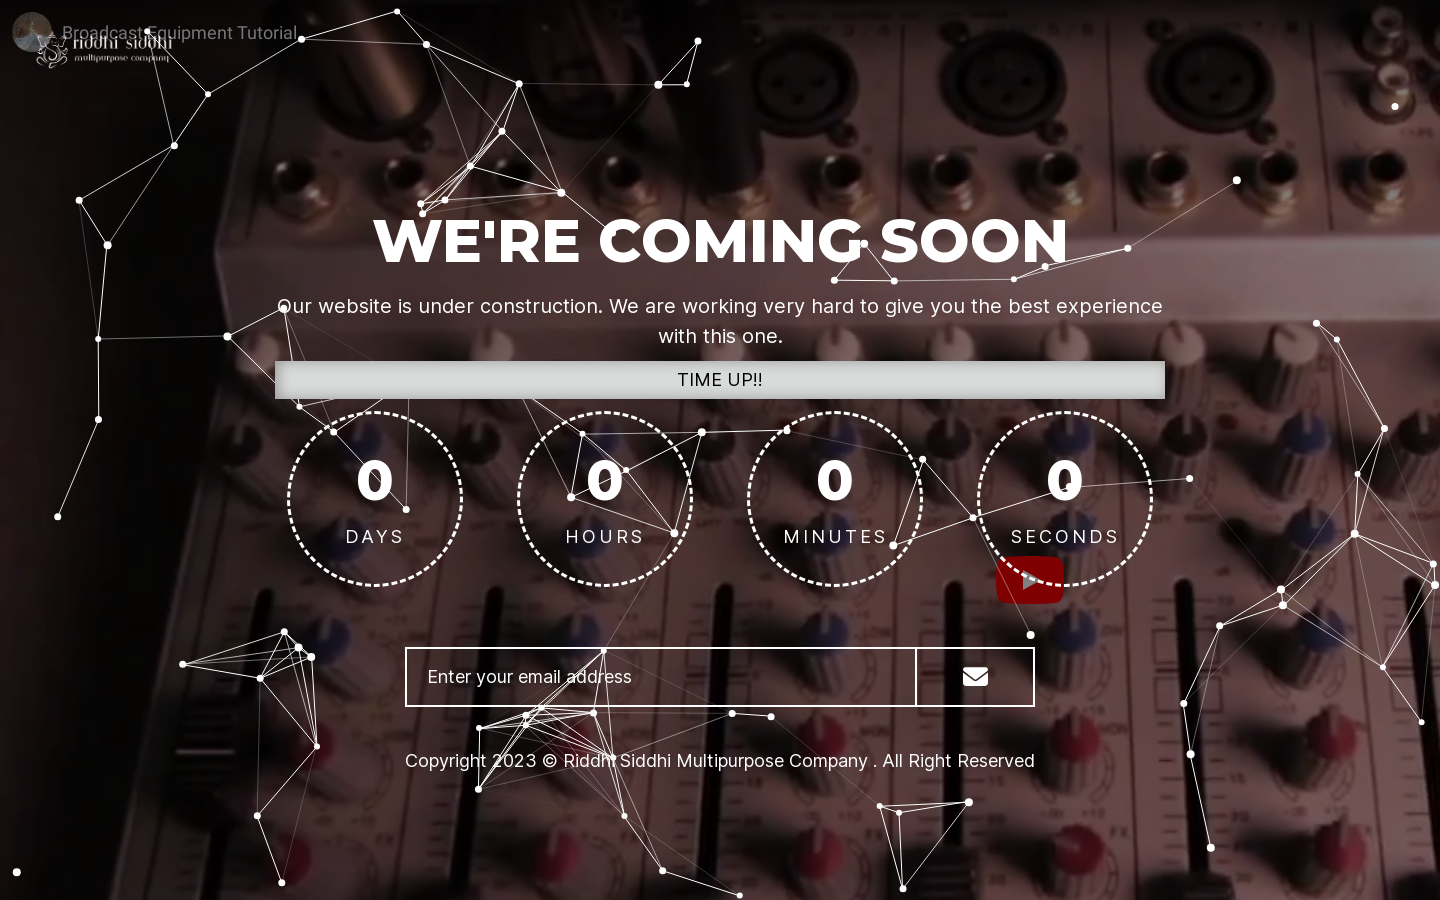 Broadcast Equipment Tutorial
riddhi siddhi
multipurpose company
WE'RE COMING SOON
Our website is under construction. We are working very hard to give you the best experience
with this one.
TIME UP!!
0 0 0 0
DAYS HOURS MINUTES SECONDS
Enter your email address
Copyright 2023 © Riddhi Siddhi Multipurpose Company . All Right Reserved